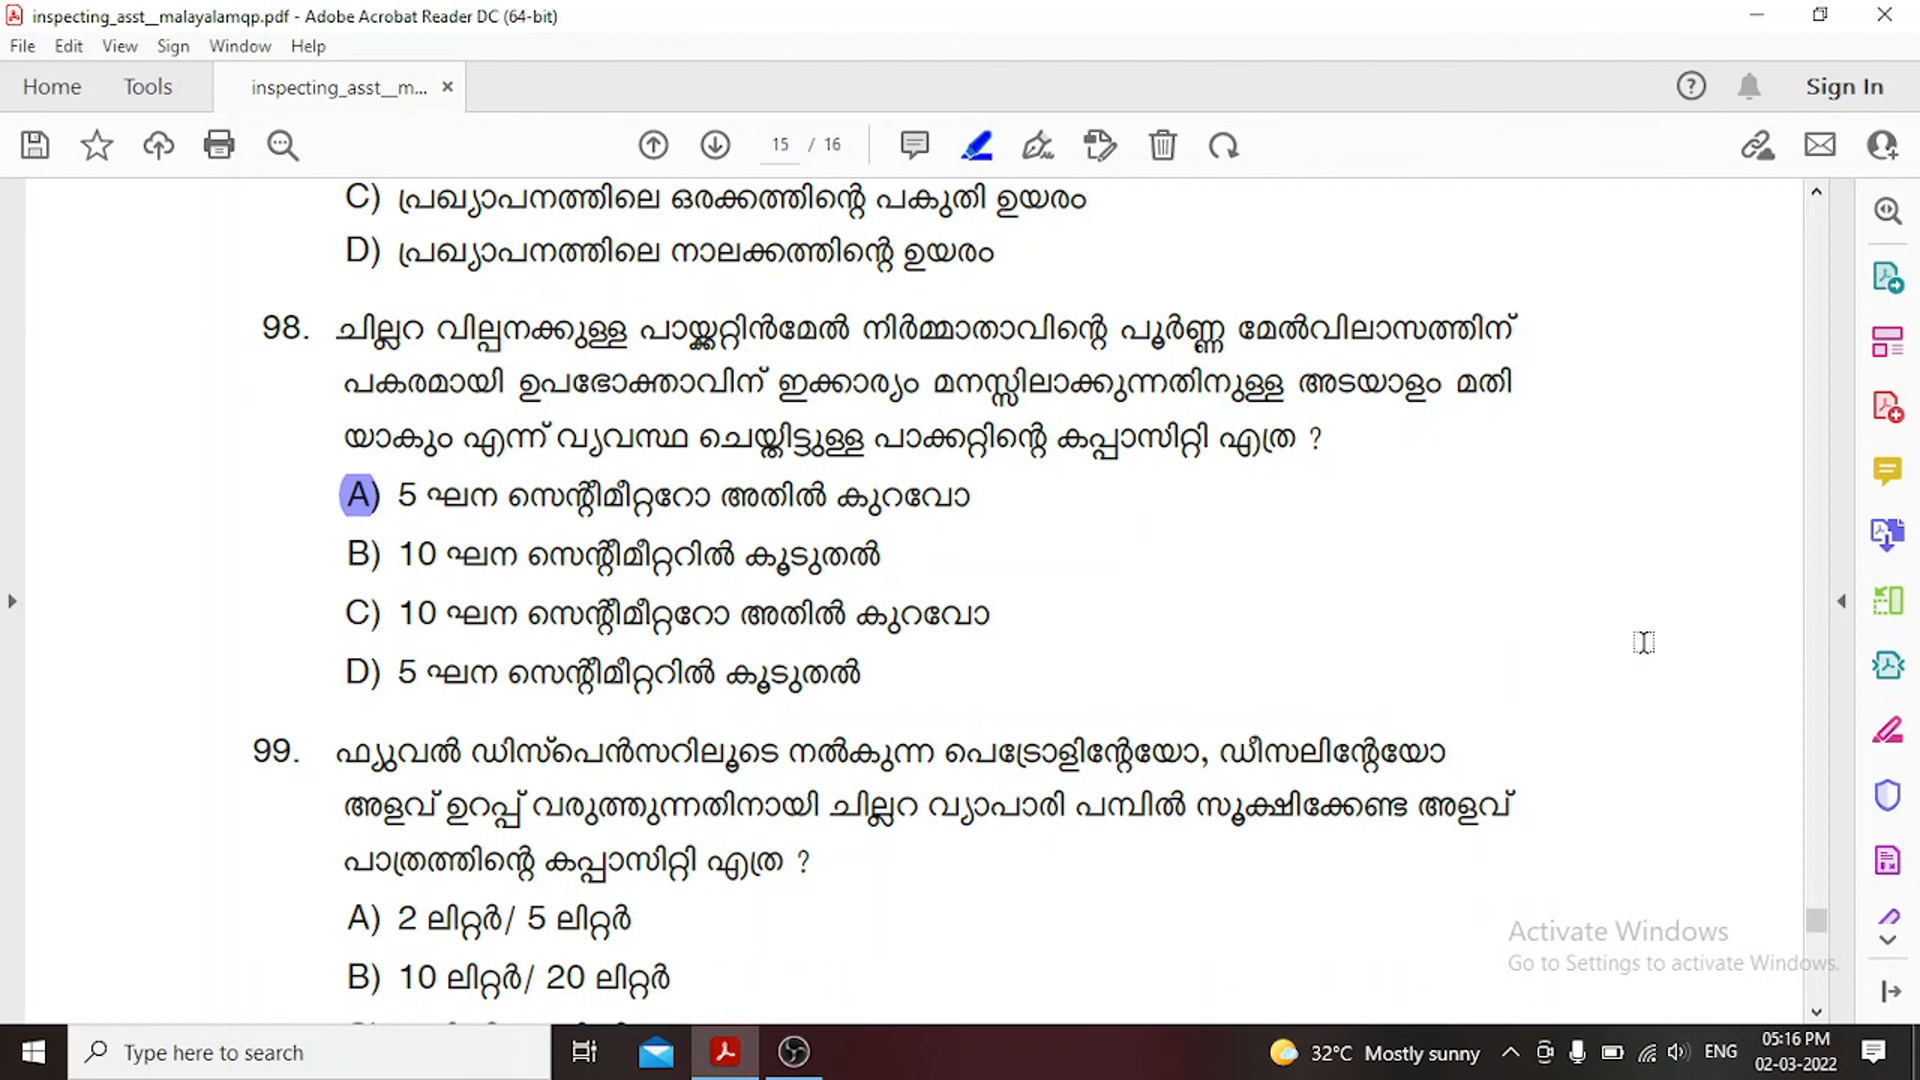 inspecting_asst__malayalamqp.pdf - Adobe Acrobat Reader DC (64-bit)
File Edit View Sign Window Help
Home Tools inspecting_asst__m... × Sign In
15 / 16
C) പ്രഖ്യാപനത്തിലെ ഒരക്കത്തിന്റെ പകുതി ഉയരം
D) പ്രഖ്യാപനത്തിലെ നാലക്കത്തിന്റെ ഉയരം
98. ചില്ലറ വില്പനക്കുള്ള പായ്ക്കറ്റിൻമേൽ നിർമ്മാതാവിന്റെ പൂർണ്ണ മേൽവിലാസത്തിന്
പകരമായി ഉപഭോക്താവിന് ഇക്കാര്യം മനസ്സിലാക്കുന്നതിനുള്ള അടയാളം മതി
യാകും എന്ന് വ്യവസ്ഥ ചെയ്തിട്ടുള്ള പാക്കറ്റിന്റെ കപ്പാസിറ്റി എത്ര ?
A) 5 ഘന സെന്റീമീറ്ററോ അതിൽ കുറവോ
B) 10 ഘന സെന്റീമീറ്ററിൽ കൂടുതൽ
C) 10 ഘന സെന്റീമീറ്ററോ അതിൽ കുറവോ
D) 5 ഘന സെന്റീമീറ്ററിൽ കൂടുതൽ
99. ഫ്യുവൽ ഡിസ്പെൻസറിലൂടെ നൽകുന്ന പെട്രോളിന്റേയോ, ഡീസലിന്റേയോ
അളവ് ഉറപ്പ് വരുത്തുന്നതിനായി ചില്ലറ വ്യാപാരി പമ്പിൽ സൂക്ഷിക്കേണ്ട അളവ്
പാത്രത്തിന്റെ കപ്പാസിറ്റി എത്ര ?
A) 2 ലിറ്റർ/ 5 ലിറ്റർ
B) 10 ലിറ്റർ/ 20 ലിറ്റർ
Activate Windows
Go to Settings to activate Windows.
Type here to search
32°C Mostly sunny
ENG
05:16 PM
02-03-2022